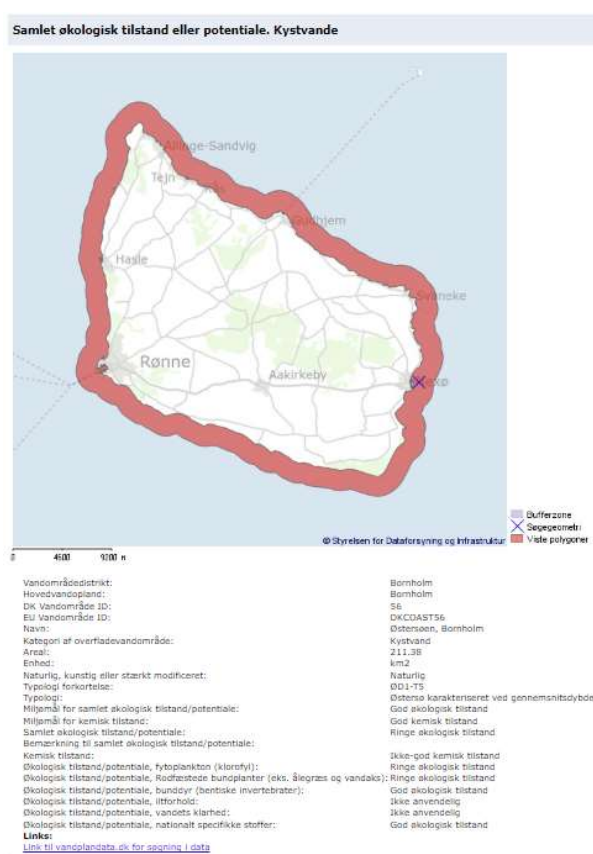 Samlet økologisk tilstand eller potentiale. Kystvande
Allinge-Sandvig
Tejn
Gudhjem
Hasle
Svaneke
Rønne
Aakirkeby
© Styrelsen for Dataforsyning og Infrastruktur
Bufferzone
Søgegeometri
Viste polygoner
0 4600 9200 m
Vandområdedistrikt: Bornholm
Hovedvandopland: Bornholm
DK Vandområde ID: 56
EU Vandområde ID: DKCOAST56
Navn: Østersøen, Bornholm
Kategori af overfladevandområde: Kystvand
Areal: 211.38
Enhed: km2
Naturlig, kunstig eller stærkt modificeret: Naturlig
Typologi forkortelse: ØD1-T5
Typologi: Østersø karakteriseret ved gennemsnitsdybde
Miljømål for samlet økologisk tilstand/potentiale: God økologisk tilstand
Miljømål for kemisk tilstand: God kemisk tilstand
Samlet økologisk tilstand/potentiale: Ringe økologisk tilstand
Bemærkning til samlet økologisk tilstand/potentiale:
Kemisk tilstand: Ikke-god kemisk tilstand
Økologisk tilstand/potentiale, fytoplankton (klorofyl): Ringe økologisk tilstand
Økologisk tilstand/potentiale, Rodfæstede bundplanter (eks. ålegræs og vandaks): Ringe økologisk tilstand
Økologisk tilstand/potentiale, bunddyr (bentiske invertebrater): God økologisk tilstand
Økologisk tilstand/potentiale, iltforhold: Ikke anvendelig
Økologisk tilstand/potentiale, vandets klarhed: Ikke anvendelig
Økologisk tilstand/potentiale, nationalt specifikke stoffer: God økologisk tilstand
Links:
Link til vandplandata.dk for søgning i data